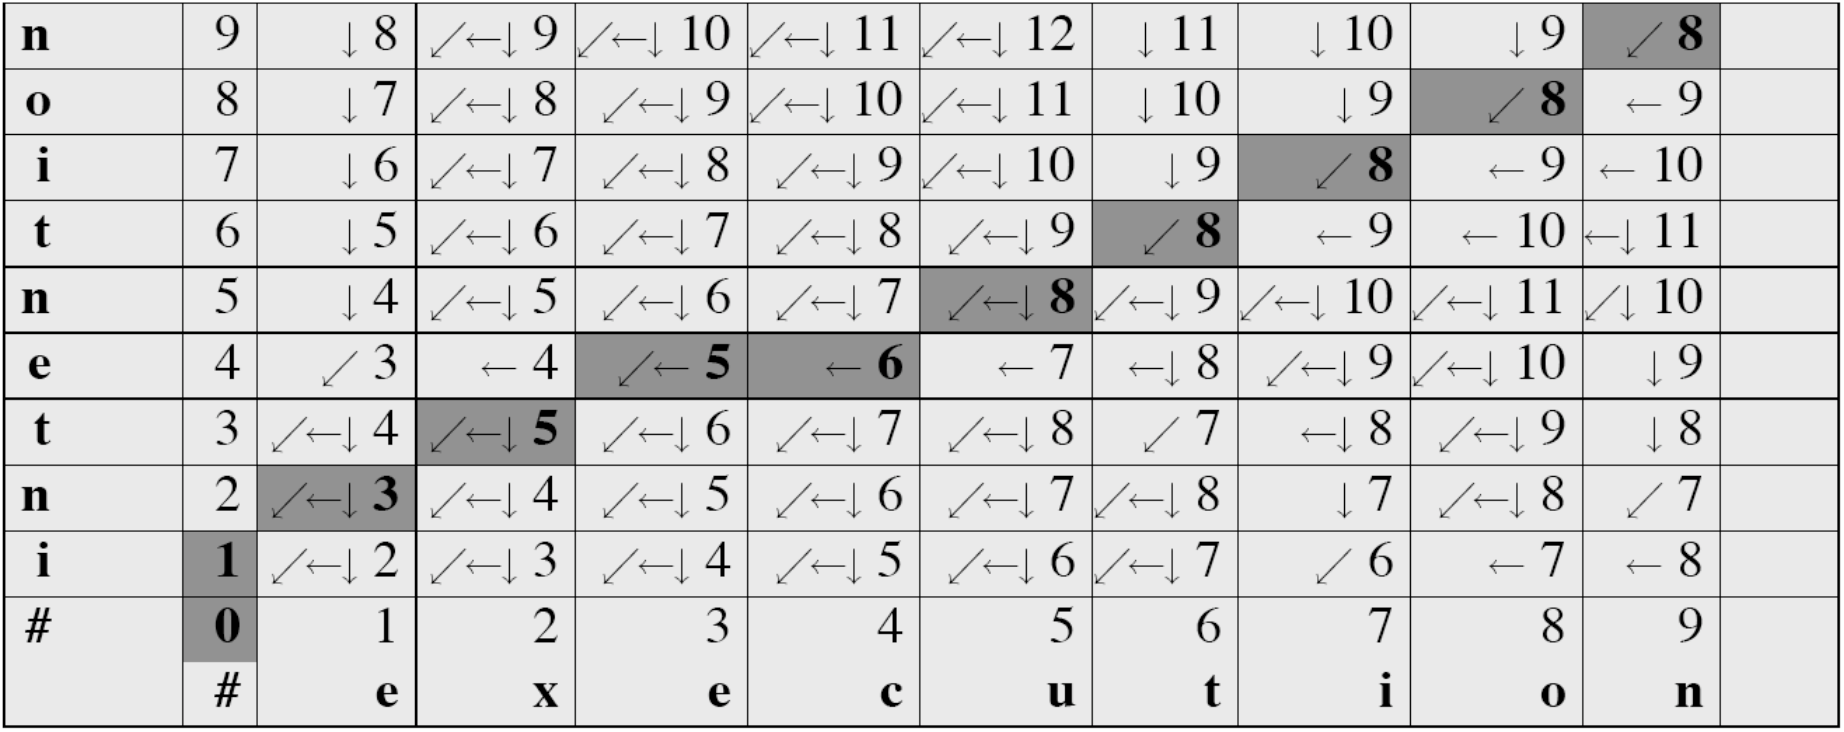 n 9 ↓ 8 ↙←↓ 9 ↙←↓ 10 ↙←↓ 11 ↙←↓ 12 ↓ 11 ↓ 10 ↓ 9 ↙ 8
o 8 ↓ 7 ↙←↓ 8 ↙←↓ 9 ↙←↓ 10 ↙←↓ 11 ↓ 10 ↓ 9 ↙ 8 ← 9
i 7 ↓ 6 ↙←↓ 7 ↙←↓ 8 ↙←↓ 9 ↙←↓ 10 ↓ 9 ↙ 8 ← 9 ← 10
t 6 ↓ 5 ↙←↓ 6 ↙←↓ 7 ↙←↓ 8 ↙←↓ 9 ↙ 8 ← 9 ← 10 ←↓ 11
n 5 ↓ 4 ↙←↓ 5 ↙←↓ 6 ↙←↓ 7 ↙←↓ 8 ↙←↓ 9 ↙←↓ 10 ↙←↓ 11 ↙↓ 10
e 4 ↙ 3 ← 4 ↙← 5 ← 6 ← 7 ←↓ 8 ↙←↓ 9 ↙←↓ 10 ↓ 9
t 3 ↙←↓ 4 ↙←↓ 5 ↙←↓ 6 ↙←↓ 7 ↙←↓ 8 ↙ 7 ←↓ 8 ↙←↓ 9 ↓ 8
n 2 ↙←↓ 3 ↙←↓ 4 ↙←↓ 5 ↙←↓ 6 ↙←↓ 7 ↙←↓ 8 ↓ 7 ↙←↓ 8 ↙ 7
i 1 ↙←↓ 2 ↙←↓ 3 ↙←↓ 4 ↙←↓ 5 ↙←↓ 6 ↙←↓ 7 ↙ 6 ← 7 ← 8
# 0 1 2 3 4 5 6 7 8 9
# e x e c u t i o n